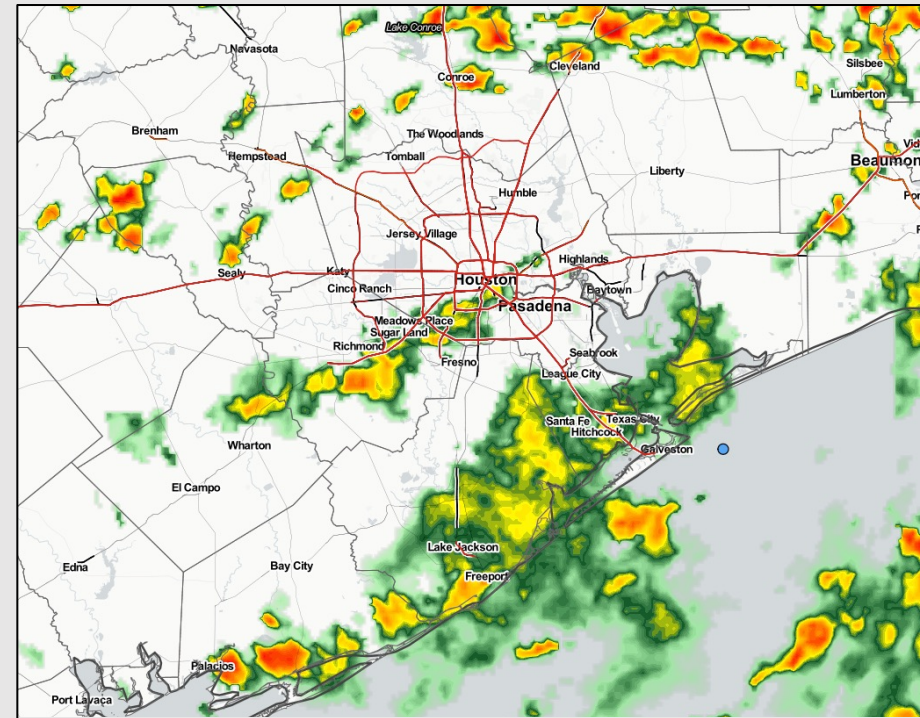 Lake Conroe
Navasota
Cleveland
Silsbee
Conroe
Lumberton
Brenham
The Woodlands
Hempstead
Tomball
Beaumon
Liberty
Humble
Jersey Village
Sealy
Katy
Highlands
Houston
Cinco Ranch
Baytown
Pasadena
Meadows Place
Sugar Land
Richmond
Seabrook
Fresno
League City
Santa Fe
Texas City
Hitchcock
Wharton
Galveston
El Campo
Lake Jackson
Edna
Bay City
Freeport
Palacios
Port Lavaca